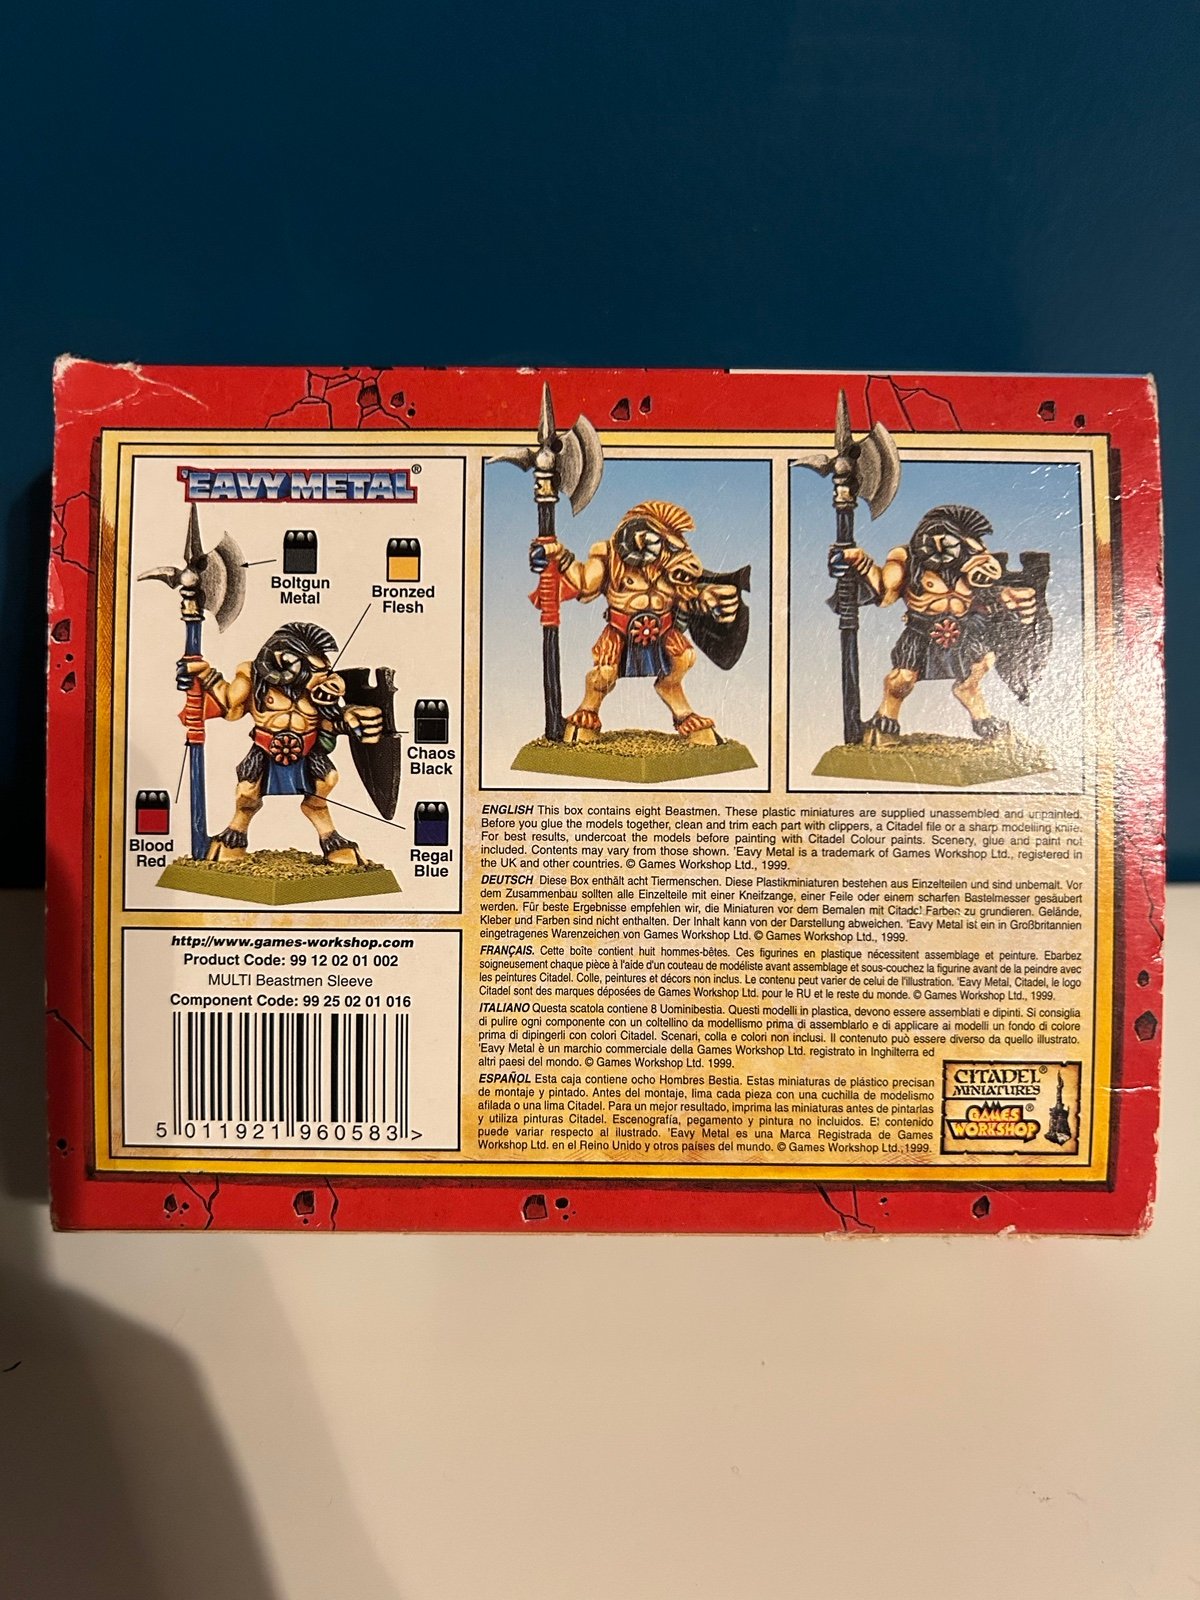 'EAVY METAL®
Boltgun
Metal
Bronzed
Flesh
Chaos
Black
Blood
Red
Regal
Blue
http://www.games-workshop.com
Product Code: 99 12 02 01 002
MULTI Beastmen Sleeve
Component Code: 99 25 02 01 016
5 011921 960583 >
ENGLISH This box contains eight Beastmen. These plastic miniatures are supplied unassembled and unpainted.
Before you glue the models together, clean and trim each part with clippers, a Citadel file or a sharp modelling knife.
For best results, undercoat the models before painting with Citadel Colour paints. Scenery, glue and paint not
included. Contents may vary from those shown. 'Eavy Metal is a trademark of Games Workshop Ltd., registered in
the UK and other countries. © Games Workshop Ltd., 1999.
DEUTSCH Diese Box enthält acht Tiermenschen. Diese Plastikminiaturen bestehen aus Einzelteilen und sind unbemalt. Vor
dem Zusammenbau sollten alle Einzelteile mit einer Kneifzange, einer Feile oder einem scharfen Bastelmesser gesäubert
werden. Für beste Ergebnisse empfehlen wir, die Miniaturen vor dem Bemalen mit Citadel Farben zu grundieren. Gelände,
Kleber und Farben sind nicht enthalten. Der Inhalt kann von der Darstellung abweichen. 'Eavy Metal ist ein in Großbritannien
eingetragenes Warenzeichen von Games Workshop Ltd. © Games Workshop Ltd., 1999.
FRANÇAIS. Cette boîte contient huit hommes-bêtes. Ces figurines en plastique nécessitent assemblage et peinture. Ebarbez
soigneusement chaque pièce à l'aide d'un couteau de modéliste avant assemblage et sous-couchez la figurine avant de la peindre avec
les peintures Citadel. Colle, peintures et décors non inclus. Le contenu peut varier de celui de l'illustration. 'Eavy Metal, Citadel, le logo
Citadel sont des marques déposées de Games Workshop Ltd. pour le RU et le reste du monde. © Games Workshop Ltd., 1999.
ITALIANO Questa scatola contiene 8 Uominibestia. Questi modelli in plastica, devono essere assemblati e dipinti. Si consiglia
di pulire ogni componente con un coltellino da modellismo prima di assemblarlo e di applicare ai modelli un fondo di colore
prima di dipingerli con colori Citadel. Scenari, colla e colori non inclusi. Il contenuto può essere diverso da quello illustrato.
'Eavy Metal è un marchio commerciale della Games Workshop Ltd. registrato in Inghilterra ed
altri paesi del mondo. © Games Workshop Ltd. 1999.
ESPAÑOL Esta caja contiene ocho Hombres Bestia. Estas miniaturas de plástico precisan
de montaje y pintado. Antes del montaje, lima cada pieza con una cuchilla de modelismo
afilada o una lima Citadel. Para un mejor resultado, imprima las miniaturas antes de pintarlas
y utiliza pinturas Citadel. Escenografía, pegamento y pintura no incluidos. El contenido
puede variar respecto al ilustrado. 'Eavy Metal es una Marca Registrada de Games
Workshop Ltd. en el Reino Unido y otros países del mundo. © Games Workshop Ltd.,1999.
CITADEL®
MINIATURES
GAMES®
WORKSHOP